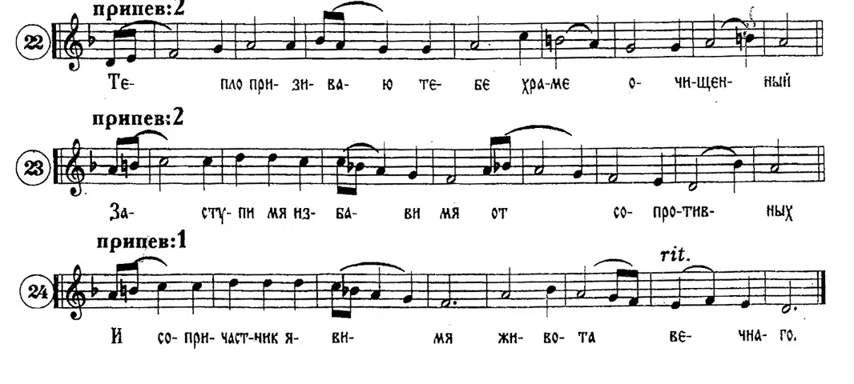 припев:2
22
Те- пло при- зи- ва- ю те- бе хра-ме о- чи-щен- ный
припев:2
23
За- стѹ- пи мя из- ба- ви мя от со- про-тив- ных
припев:1
rit.
24
И со- при- част-ник я- ви- мя жи- во- та ве- чна- го.